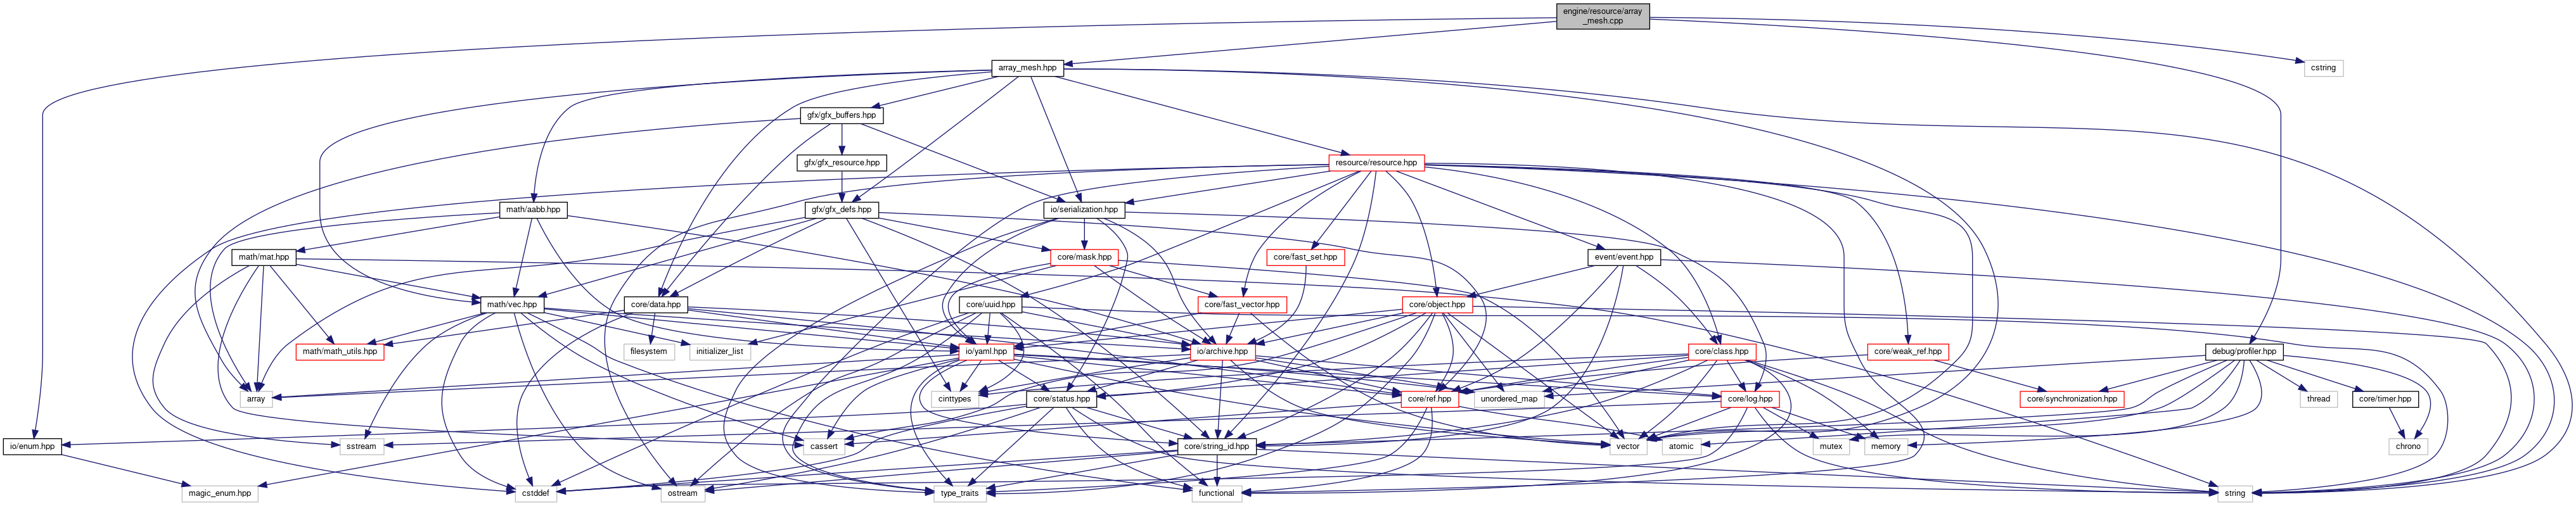 engine/resource/array
_mesh.cpp
array_mesh.hpp
cstring
gfx/gfx_buffers.hpp
gfx/gfx_resource.hpp
resource/resource.hpp
math/aabb.hpp
gfx/gfx_defs.hpp
io/serialization.hpp
math/mat.hpp
core/mask.hpp
core/fast_set.hpp
event/event.hpp
math/vec.hpp
core/data.hpp
core/uuid.hpp
core/fast_vector.hpp
core/object.hpp
math/math_utils.hpp
filesystem
initializer_list
io/yaml.hpp
io/archive.hpp
core/class.hpp
core/weak_ref.hpp
debug/profiler.hpp
array
cinttypes
core/status.hpp
unordered_map
core/ref.hpp
core/log.hpp
core/synchronization.hpp
thread
core/timer.hpp
io/enum.hpp
sstream
cassert
core/string_id.hpp
vector
atomic
mutex
memory
chrono
magic_enum.hpp
cstddef
ostream
type_traits
functional
string